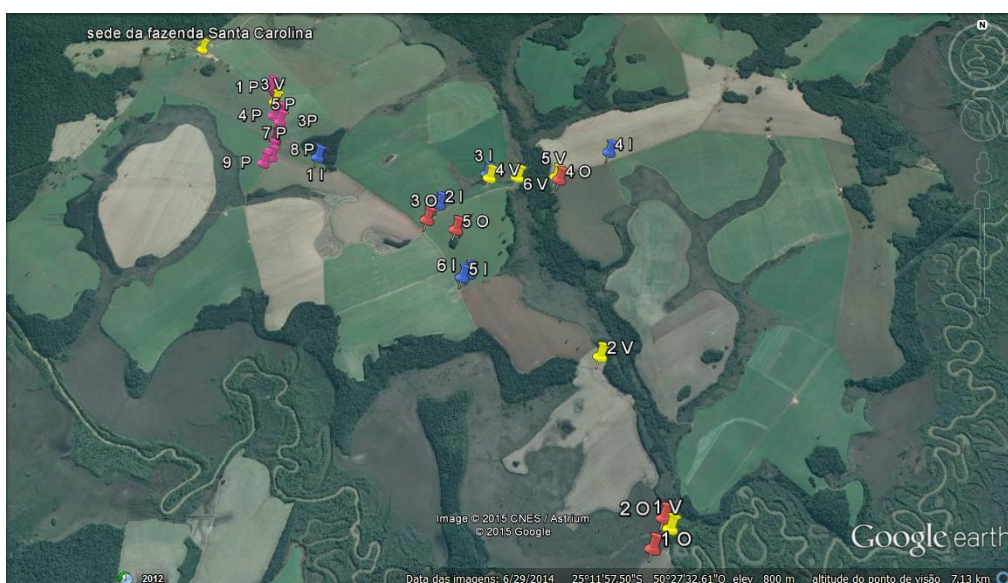 sede da fazenda Santa Carolina
N
1 P 3 V
5 P
4 P 3P
7 P
9 P 8 P
1 I
3 I
4 V
5 V
6 V
4 O
4 I
3 O 2 I
5 O
6 I 5 I
2 V
2 O 1 V
1 O
Image © 2015 CNES / Astrium
© 2015 Google
Google earth
2012
Data das imagens: 6/29/2014 25°11'57.50"S 50°27'32.61"O elev 800 m altitude do ponto de visão 7.13 km